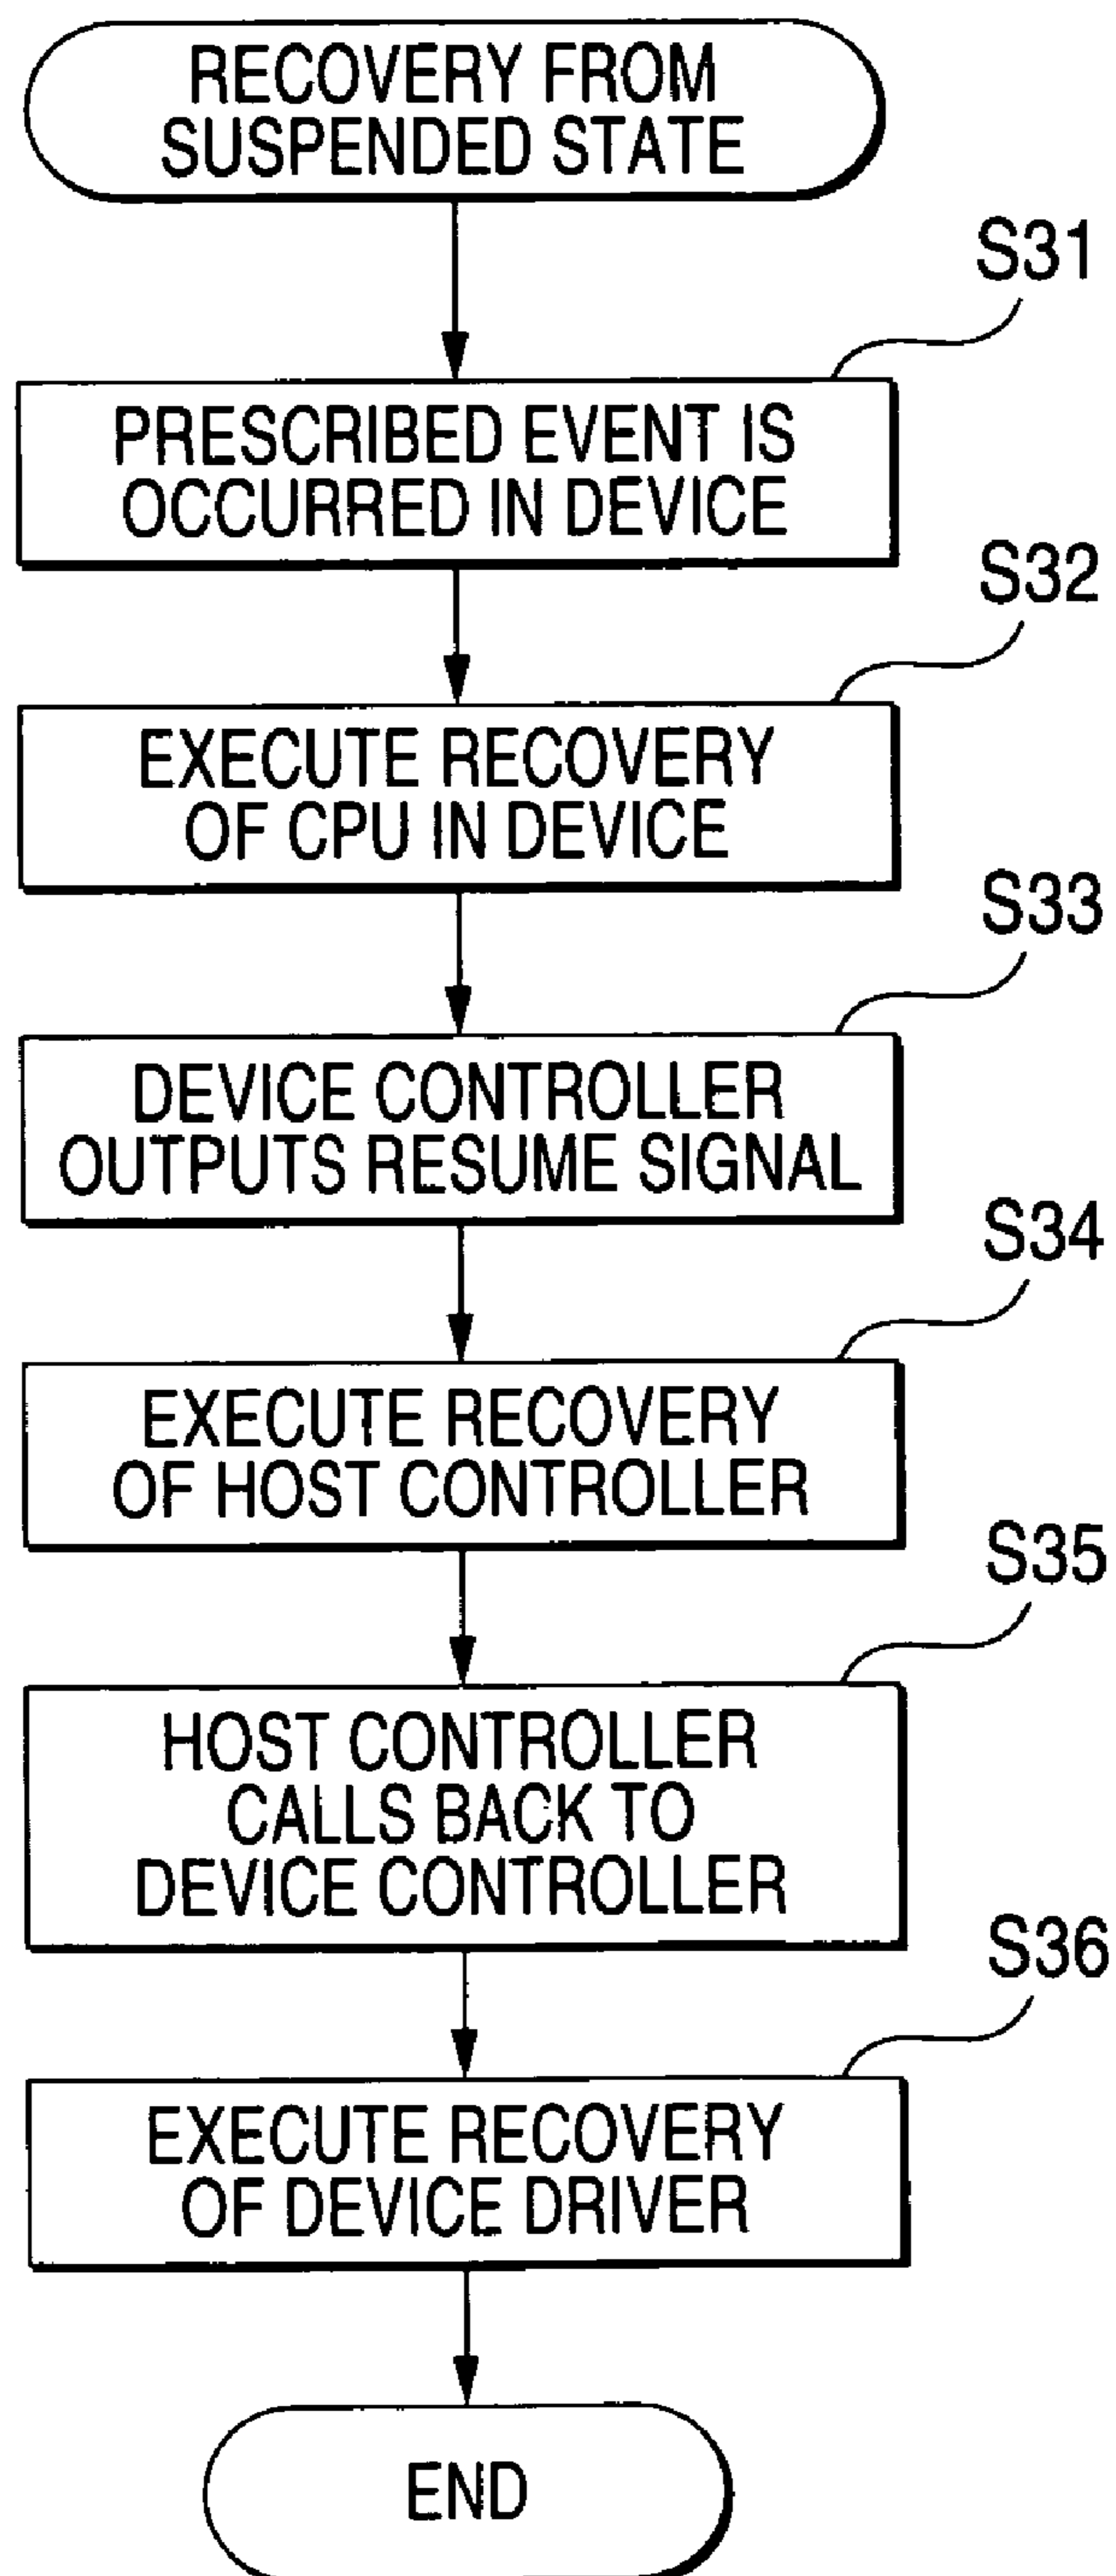 RECOVERY FROM
SUSPENDED STATE
S31
PRESCRIBED EVENT IS
OCCURRED IN DEVICE
S32
EXECUTE RECOVERY
OF CPU IN DEVICE
S33
DEVICE CONTROLLER
OUTPUTS RESUME SIGNAL
S34
EXECUTE RECOVERY
OF HOST CONTROLLER
S35
HOST CONTROLLER
CALLS BACK TO
DEVICE CONTROLLER
S36
EXECUTE RECOVERY
OF DEVICE DRIVER
END